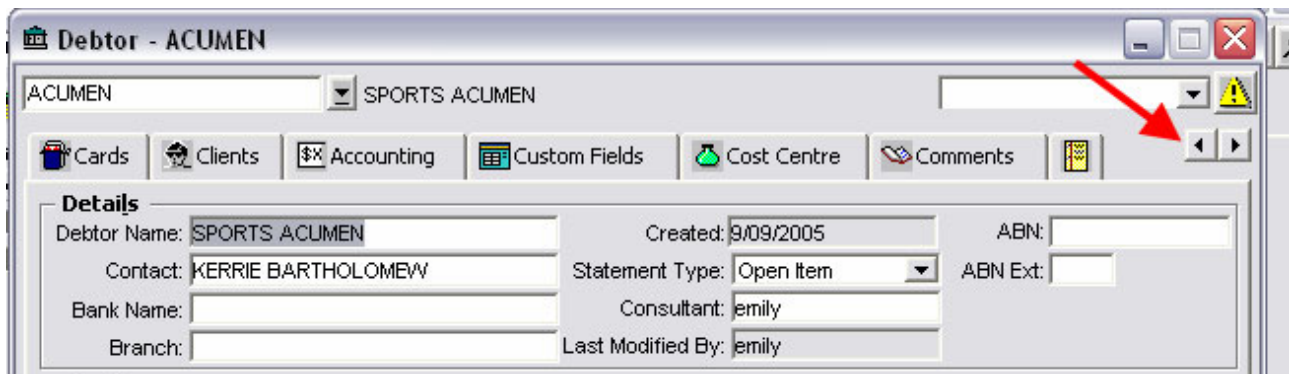 Debtor - ACUMEN
ACUMEN SPORTS ACUMEN
Cards Clients $x Accounting Custom Fields Cost Centre Comments
Details
Debtor Name: SPORTS ACUMEN Created: 9/09/2005 ABN:
Contact: KERRIE BARTHOLOMEW Statement Type: Open Item ABN Ext:
Bank Name: Consultant: emily
Branch: Last Modified By: emily